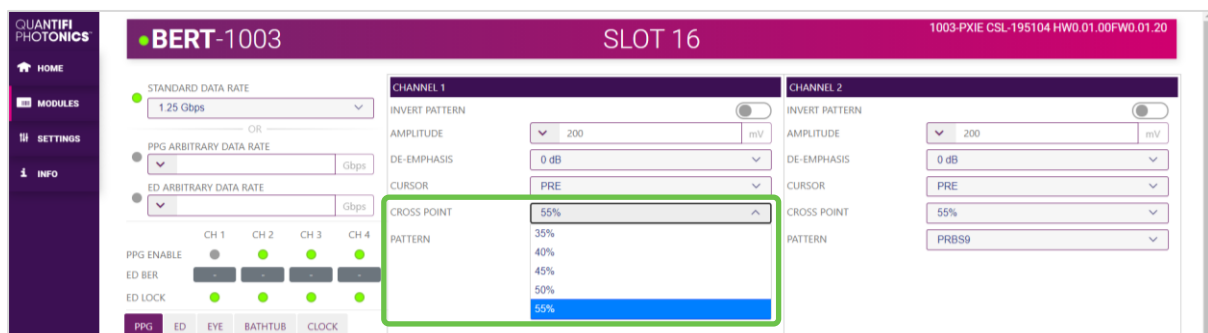 QUANTIFI
PHOTONICS™
HOME
MODULES
SETTINGS
INFO
BERT-1003
SLOT 16
1003-PXIE CSL-195104 HW0.01.00FW0.01.20
STANDARD DATA RATE
1.25 Gbps
OR
PPG ARBITRARY DATA RATE
Gbps
ED ARBITRARY DATA RATE
Gbps
CH 1 CH 2 CH 3 CH 4
PPG ENABLE
ED BER - - - -
ED LOCK
PPG ED EYE BATHTUB CLOCK
CHANNEL 1
INVERT PATTERN
AMPLITUDE 200 mV
DE-EMPHASIS 0 dB
CURSOR PRE
CROSS POINT 55%
35%
PATTERN
40%
45%
50%
55%
CHANNEL 2
INVERT PATTERN
AMPLITUDE 200 mV
DE-EMPHASIS 0 dB
CURSOR PRE
CROSS POINT 55%
PATTERN PRBS9